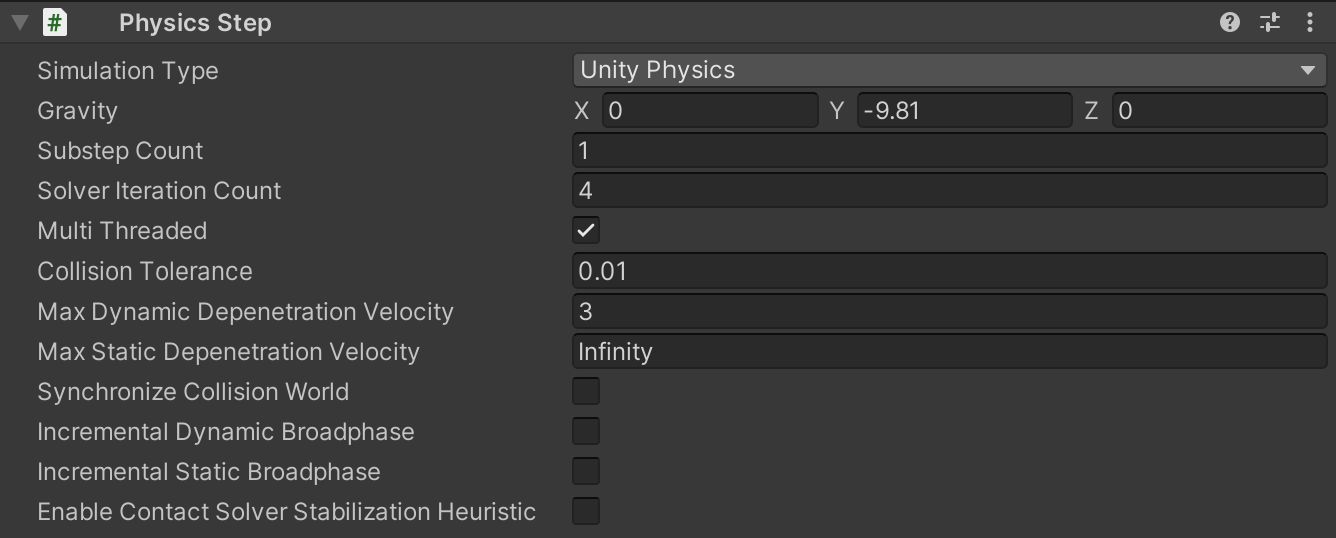 # Physics Step ?
Simulation Type Unity Physics
Gravity X 0 Y -9.81 Z 0
Substep Count 1
Solver Iteration Count 4
Multi Threaded
Collision Tolerance 0.01
Max Dynamic Depenetration Velocity 3
Max Static Depenetration Velocity Infinity
Synchronize Collision World
Incremental Dynamic Broadphase
Incremental Static Broadphase
Enable Contact Solver Stabilization Heuristic